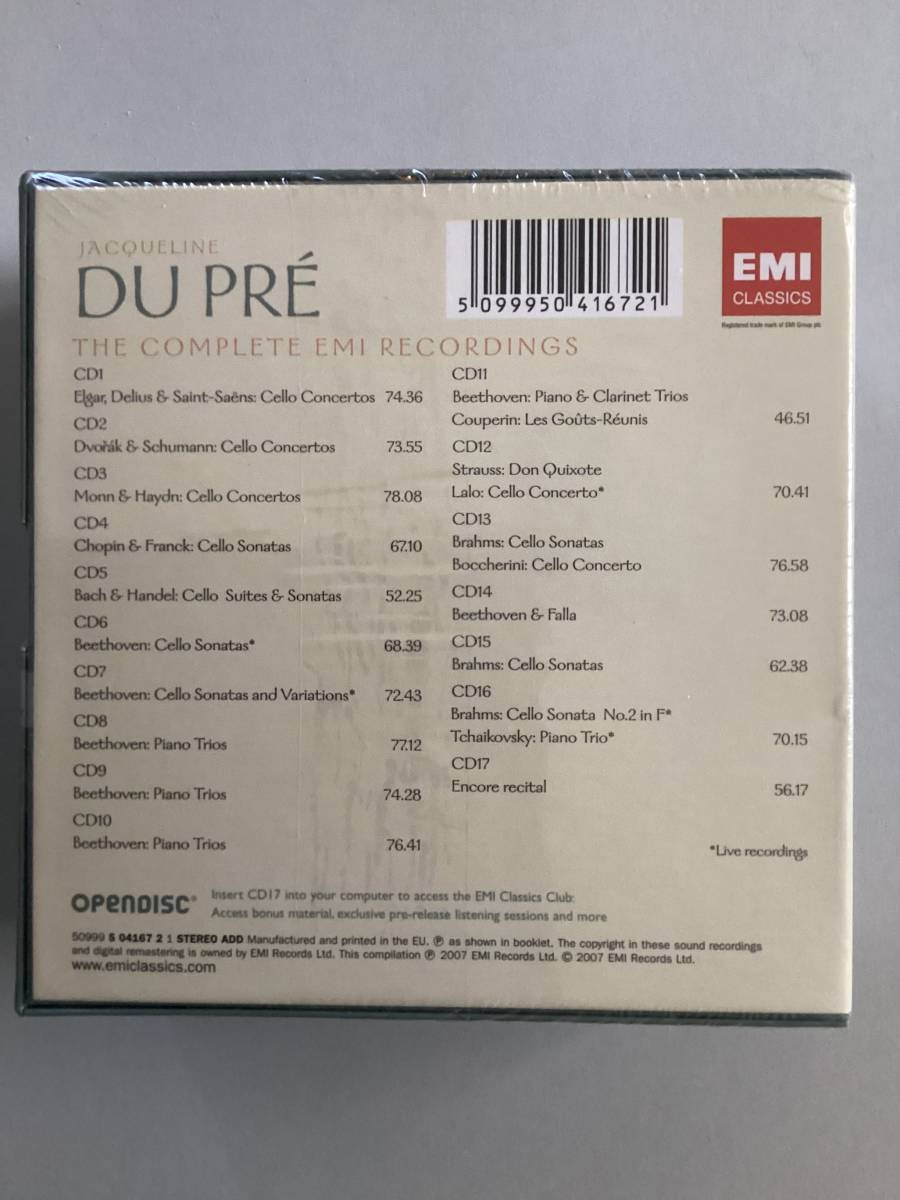 JACQUELINE
DU PRÉ
5 099950 416721
EMI
CLASSICS
Registered trade mark of EMI Group plc
THE COMPLETE EMI RECORDINGS
CD1
Elgar, Delius & Saint-Saëns: Cello Concertos 74.36
CD2
Dvořák & Schumann: Cello Concertos 73.55
CD3
Monn & Haydn: Cello Concertos 78.08
CD4
Chopin & Franck: Cello Sonatas 67.10
CD5
Bach & Handel: Cello Suites & Sonatas 52.25
CD6
Beethoven: Cello Sonatas* 68.39
CD7
Beethoven: Cello Sonatas and Variations* 72.43
CD8
Beethoven: Piano Trios 77.12
CD9
Beethoven: Piano Trios 74.28
CD10
Beethoven: Piano Trios 76.41
CD11
Beethoven: Piano & Clarinet Trios
Couperin: Les Goûts-Réunis 46.51
CD12
Strauss: Don Quixote
Lalo: Cello Concerto* 70.41
CD13
Brahms: Cello Sonatas
Boccherini: Cello Concerto 76.58
CD14
Beethoven & Falla 73.08
CD15
Brahms: Cello Sonatas 62.38
CD16
Brahms: Cello Sonata No.2 in F*
Tchaikovsky: Piano Trio* 70.15
CD17
Encore recital 56.17
*Live recordings
OPENDISC
Insert CD17 into your computer to access the EMI Classics Club:
Access bonus material, exclusive pre-release listening sessions and more
50999 5 04167 2 1 STEREO ADD Manufactured and printed in the EU. ℗ as shown in booklet. The copyright in these sound recordings
and digital remastering is owned by EMI Records Ltd. This compilation ℗ 2007 EMI Records Ltd. © 2007 EMI Records Ltd.
www.emiclassics.com